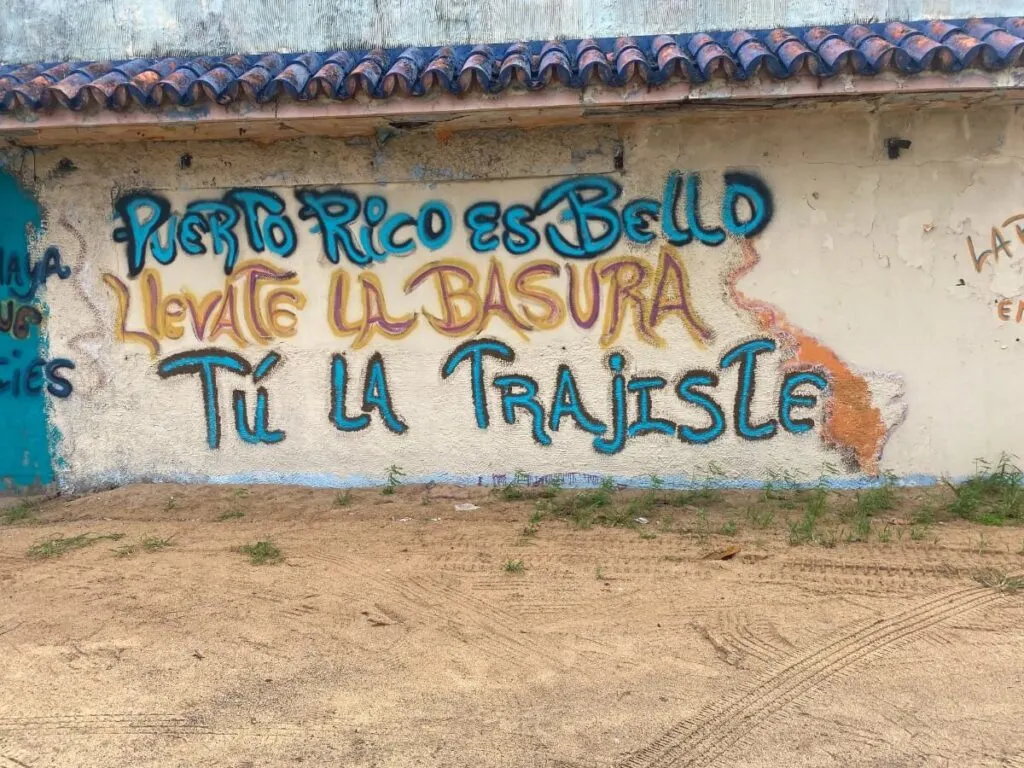 Puerto Rico es Bello
Llevate la Basura
Tú la Trajiste